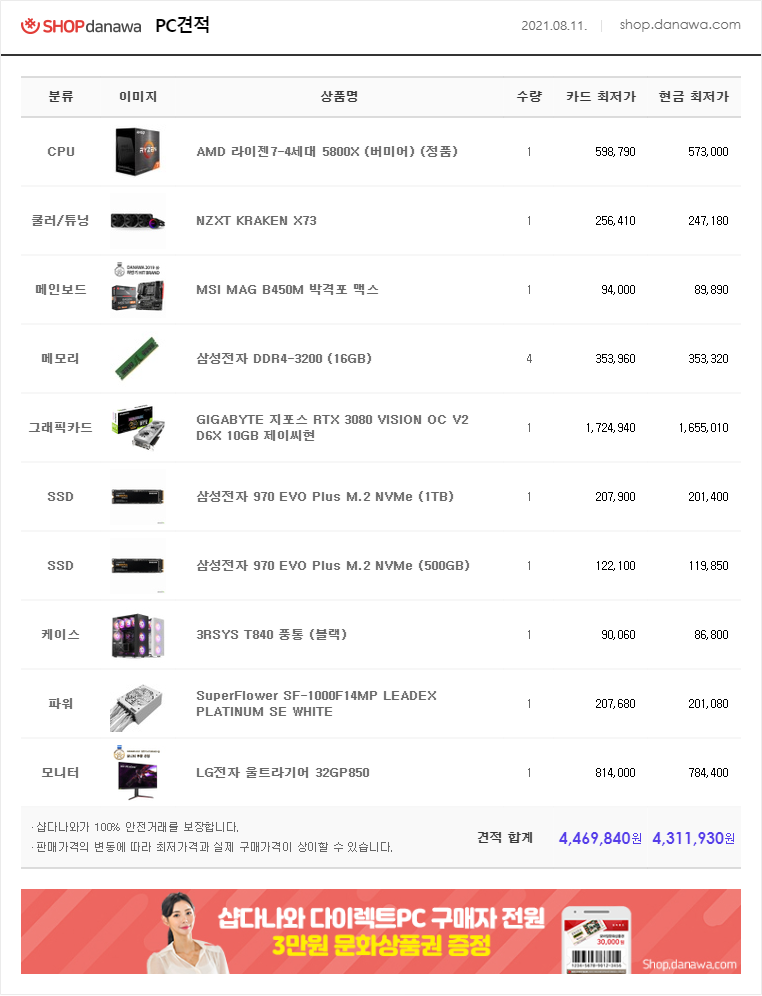 SHOPdanawa PC견적 2021.08.11. shop.danawa.com
분류 이미지 상품명 수량 카드 최저가 현금 최저가
CPU AMD 라이젠7-4세대 5800X (버미어) (정품) 1 598,790 573,000
쿨러/튜닝 NZXT KRAKEN X73 1 256,410 247,180
메인보드 MSI MAG B450M 박격포 맥스 1 94,000 89,890
메모리 삼성전자 DDR4-3200 (16GB) 4 353,960 353,320
그래픽카드 GIGABYTE 지포스 RTX 3080 VISION OC V2
D6X 10GB 제이씨현 1 1,724,940 1,655,010
SSD 삼성전자 970 EVO Plus M.2 NVMe (1TB) 1 207,900 201,400
SSD 삼성전자 970 EVO Plus M.2 NVMe (500GB) 1 122,100 119,850
케이스 3RSYS T840 풍통 (블랙) 1 90,060 86,800
파워 SuperFlower SF-1000F14MP LEADEX
PLATINUM SE WHITE 1 207,680 201,080
모니터 LG전자 울트라기어 32GP850 1 814,000 784,400
· 샵다나와가 100% 안전거래를 보장합니다.
· 판매가격의 변동에 따라 최저가격과 실제 구매가격이 상이할 수 있습니다.
견적 합계 4,469,840원 4,311,930원
샵다나와 다이렉트PC 구매자 전원
3만원 문화상품권 증정
30,000원
Shop.danawa.com